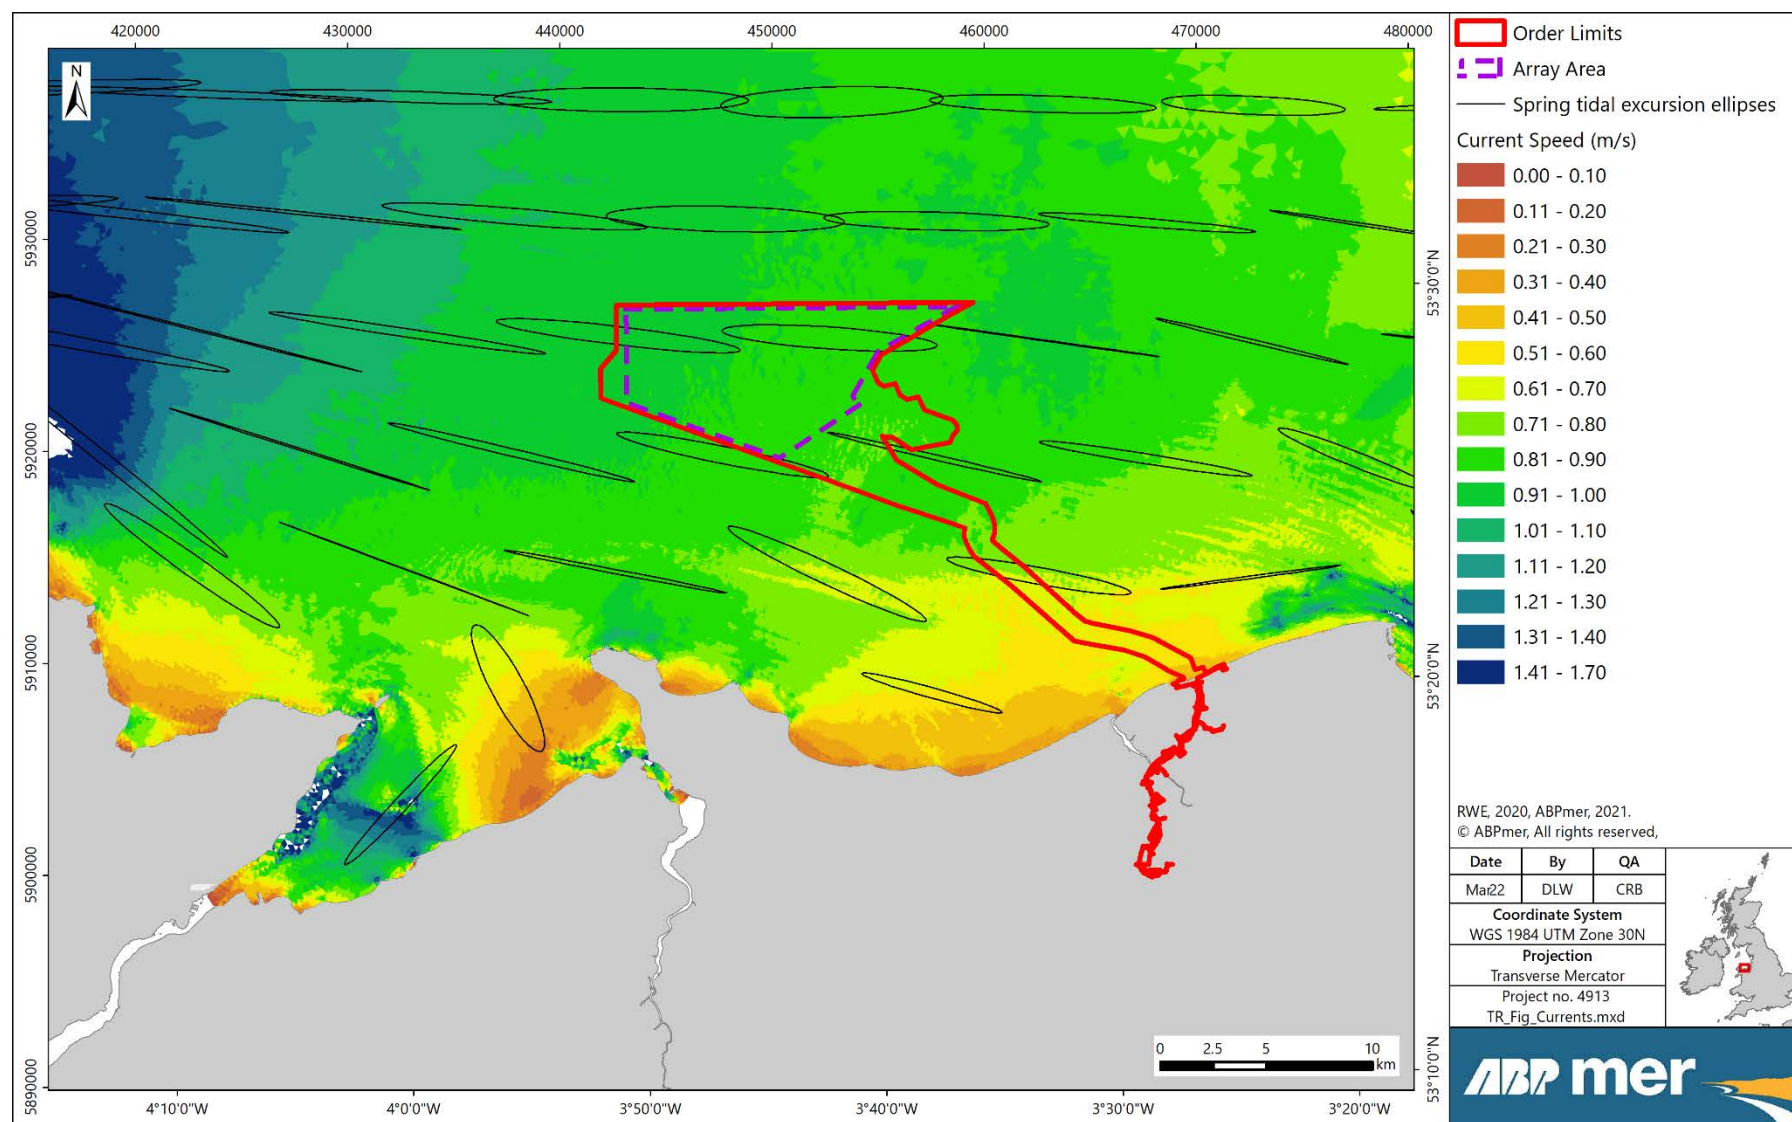 420000 430000 440000 450000 460000 470000 480000
N
5930000
5920000
5910000
5900000
5890000
53°30'0"N
53°20'0"N
53°10'0"N
0 2.5 5 10
km
4°10'0"W 4°0'0"W 3°50'0"W 3°40'0"W 3°30'0"W 3°20'0"W
Order Limits
Array Area
Spring tidal excursion ellipses
Current Speed (m/s)
0.00 - 0.10
0.11 - 0.20
0.21 - 0.30
0.31 - 0.40
0.41 - 0.50
0.51 - 0.60
0.61 - 0.70
0.71 - 0.80
0.81 - 0.90
0.91 - 1.00
1.01 - 1.10
1.11 - 1.20
1.21 - 1.30
1.31 - 1.40
1.41 - 1.70
RWE, 2020, ABPmer, 2021.
© ABPmer, All rights reserved,
Date By QA
Mar22 DLW CRB
Coordinate System
WGS 1984 UTM Zone 30N
Projection
Transverse Mercator
Project no. 4913
TR_Fig_Currents.mxd
ABP mer